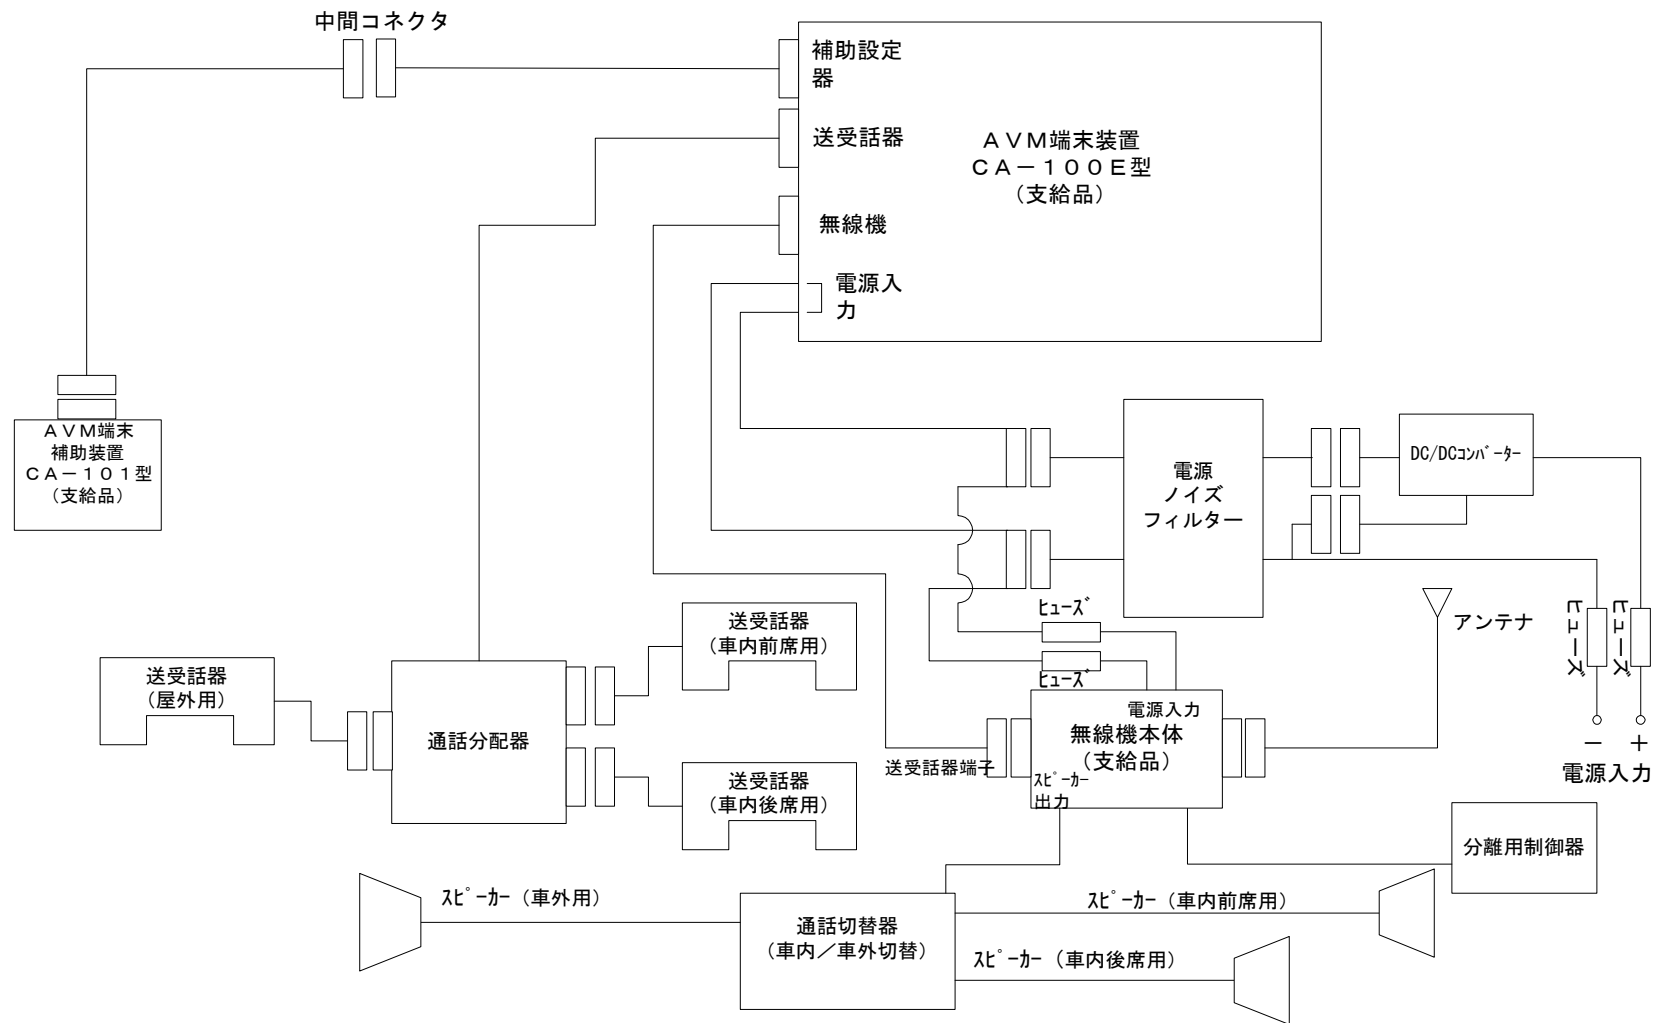 中間コネクタ
補助設定
器
送受話器
無線機
電源入
力
ＡＶＭ端末装置
ＣＡ－１００Ｅ型
（支給品）
ＡＶＭ端末
補助装置
ＣＡ－１０１型
（支給品）
電源
ノイズ
フィルター
DC/DCｺﾝﾊﾞｰﾀｰ
ﾋｭｰｽﾞ
ﾋｭｰｽﾞ
アンテナ
ヒューズ
ヒューズ
－
＋
電源入力
送受話器
（屋外用）
通話分配器
送受話器
（車内前席用）
送受話器
（車内後席用）
送受話器端子
電源入力
無線機本体
（支給品）
ｽﾋﾟｰｶｰ
出力
分離用制御器
ｽﾋﾟｰｶｰ（車外用）
通話切替器
（車内／車外切替）
ｽﾋﾟｰｶｰ（車内前席用）
ｽﾋﾟｰｶｰ（車内後席用）